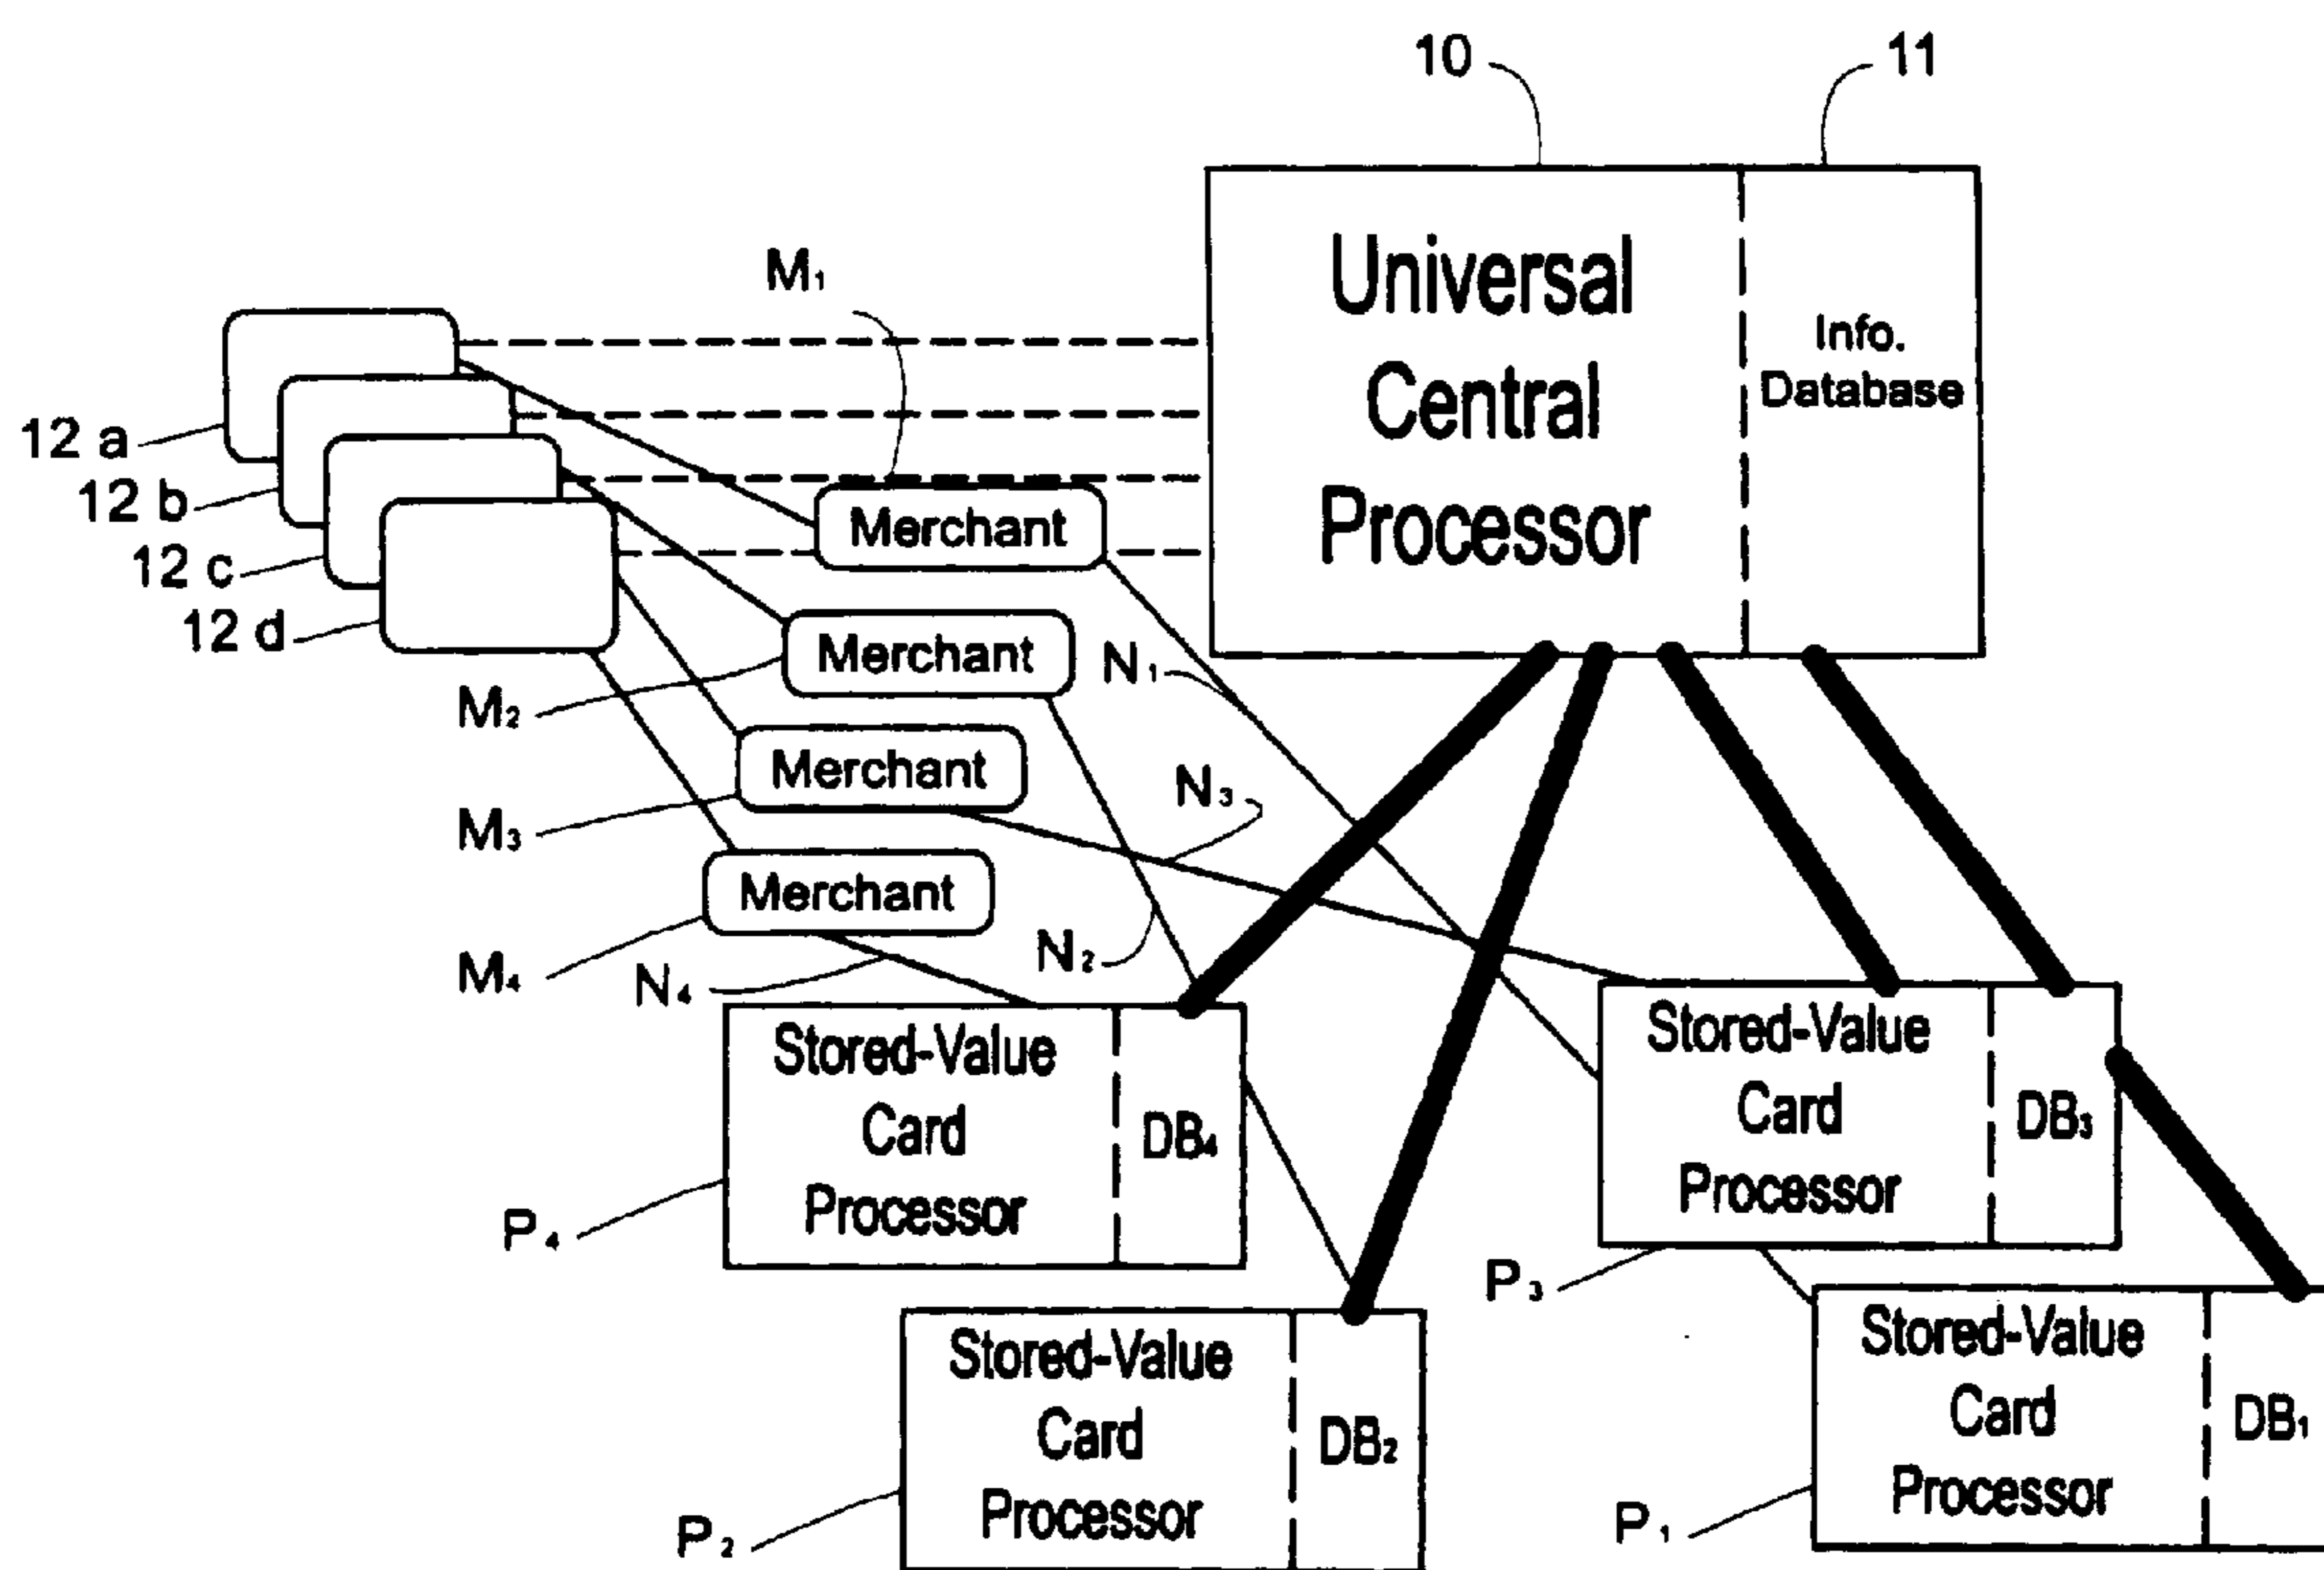 10
11
M₁
Universal
Central
Processor
Info.
Database
12 a
12 b
12 c
12 d
Merchant
Merchant
N₁
M₂
Merchant
N₃
M₃
Merchant
N₂
M₄
N₄
Stored-Value
Card
Processor
DB₄
P₄
Stored-Value
Card
Processor
DB₃
P₃
Stored-Value
Card
Processor
DB₂
P₂
Stored-Value
Card
Processor
DB₁
P₁